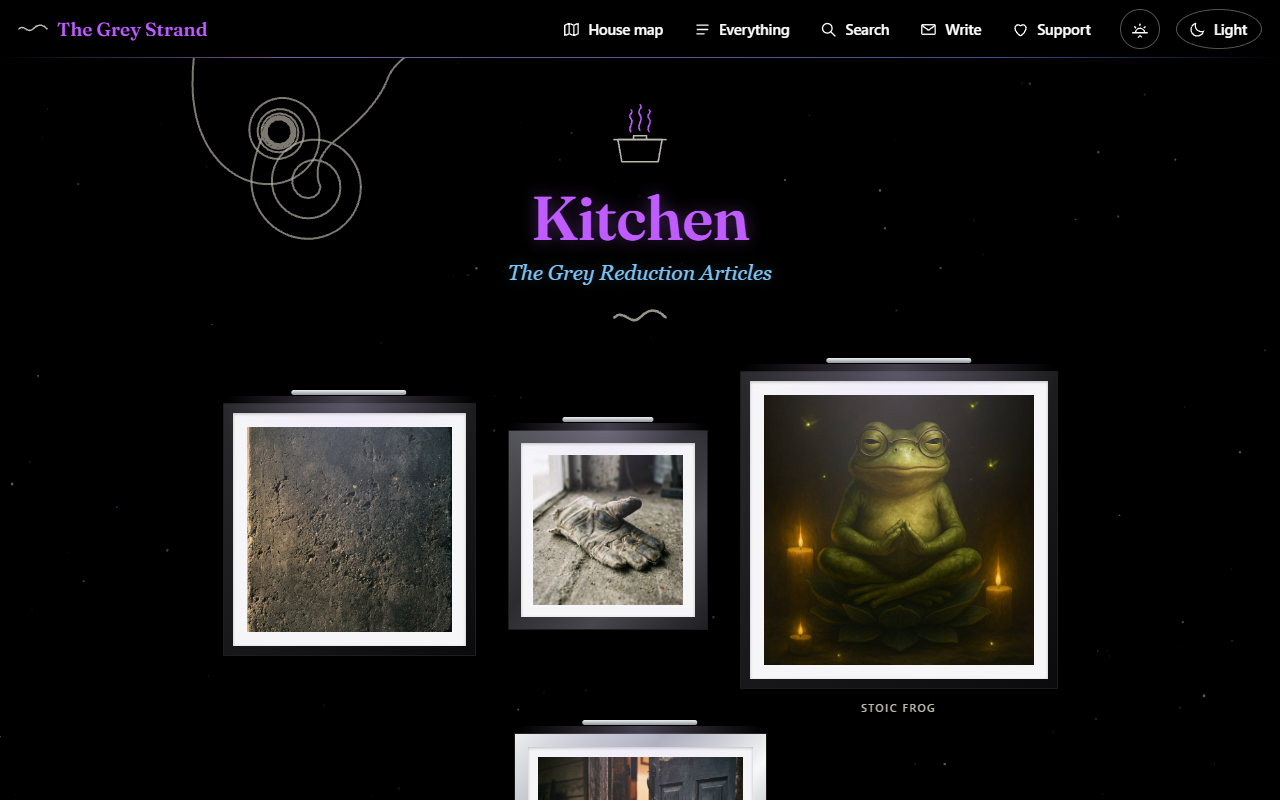 The Grey Strand
House map
Everything
Search
Write
Support
Light
Kitchen
The Grey Reduction Articles
STOIC FROG